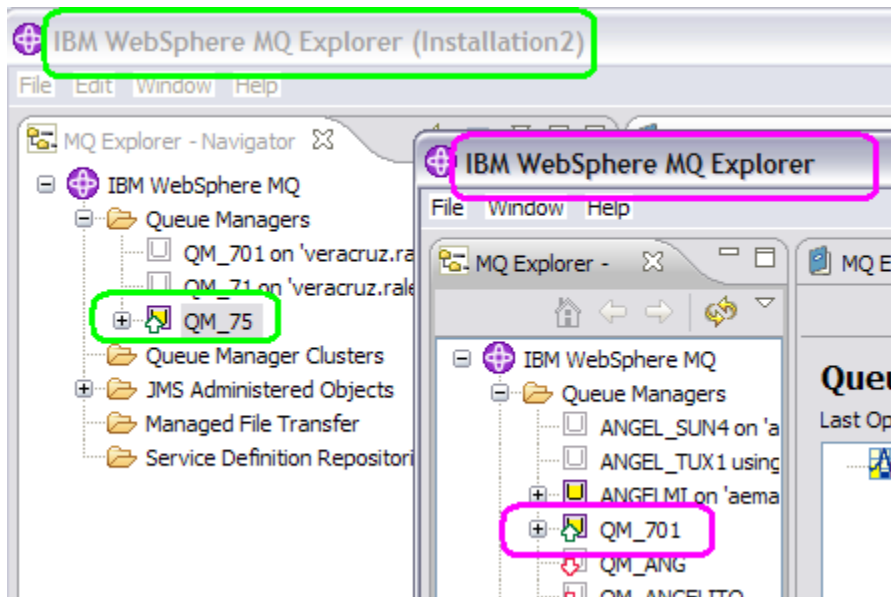 IBM WebSphere MQ Explorer (Installation2)
File Edit Window Help
MQ Explorer - Navigator
IBM WebSphere MQ
Queue Managers
QM_701 on 'veracruz.ra
QM_71 on 'veracruz.rale
QM_75
Queue Manager Clusters
JMS Administered Objects
Managed File Transfer
Service Definition Repositori
IBM WebSphere MQ Explorer
File Window Help
MQ Explorer -
IBM WebSphere MQ
Queue Managers
ANGEL_SUN4 on 'a
ANGEL_TUX1 using
ANGELMI on 'aema
QM_701
QM_ANG
QM_ANGELITO
MQ E
Queu
Last Op